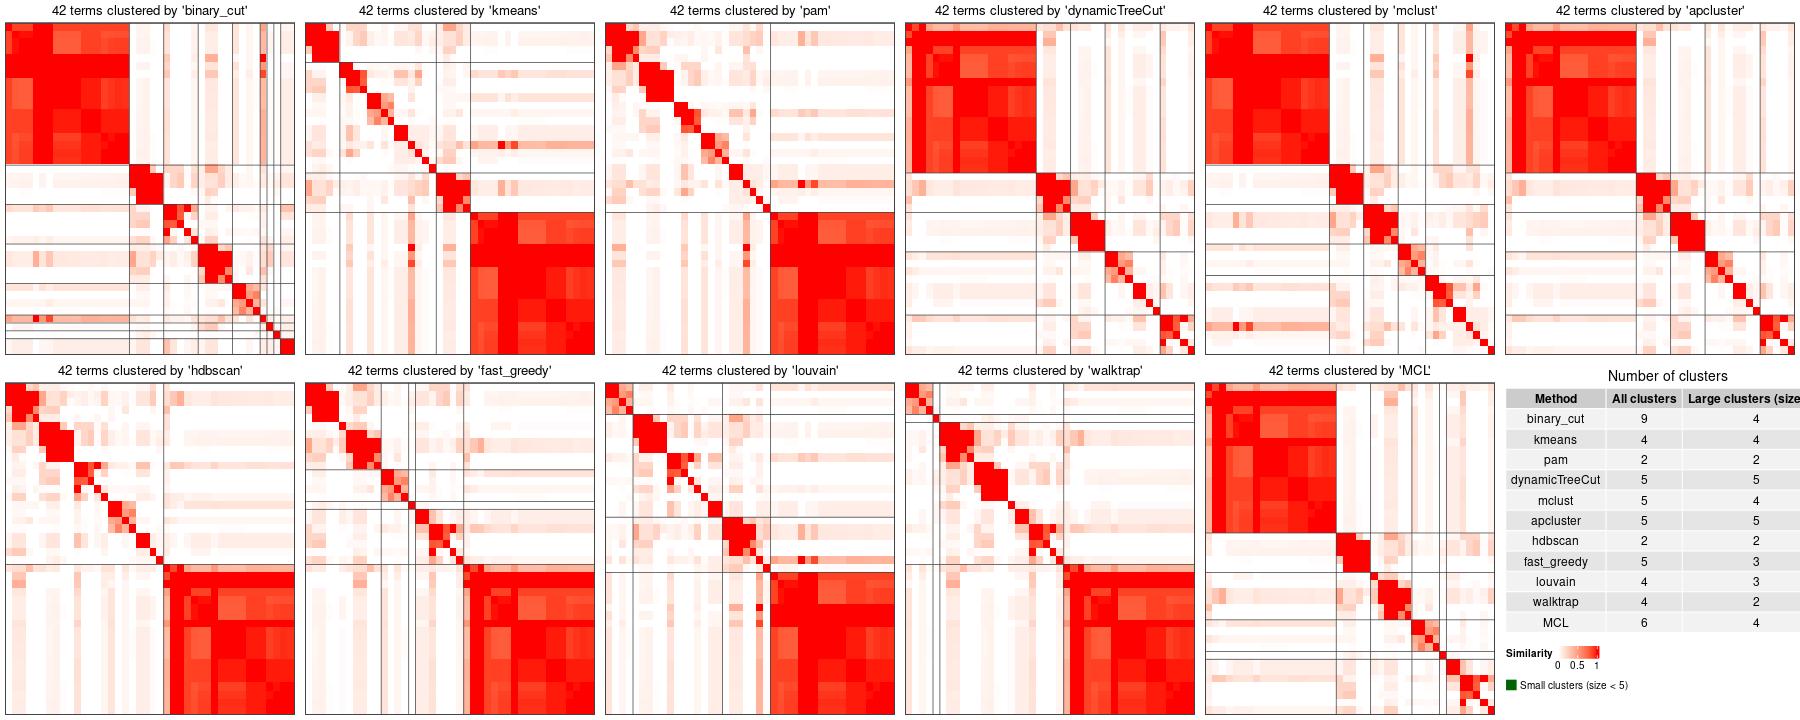 42 terms clustered by 'binary_cut'
42 terms clustered by 'kmeans'
42 terms clustered by 'pam'
42 terms clustered by 'dynamicTreeCut'
42 terms clustered by 'mclust'
42 terms clustered by 'apcluster'
42 terms clustered by 'hdbscan'
42 terms clustered by 'fast_greedy'
42 terms clustered by 'louvain'
42 terms clustered by 'walktrap'
42 terms clustered by 'MCL'
Number of clusters
Method All clusters Large clusters (size
binary_cut 9 4
kmeans 4 4
pam 2 2
dynamicTreeCut 5 5
mclust 5 4
apcluster 5 5
hdbscan 2 2
fast_greedy 5 3
louvain 4 3
walktrap 4 2
MCL 6 4
Similarity
0 0.5 1
Small clusters (size < 5)